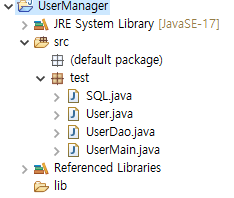 UserManager
JRE System Library [JavaSE-17]
src
(default package)
test
SQL.java
User.java
UserDao.java
UserMain.java
Referenced Libraries
lib